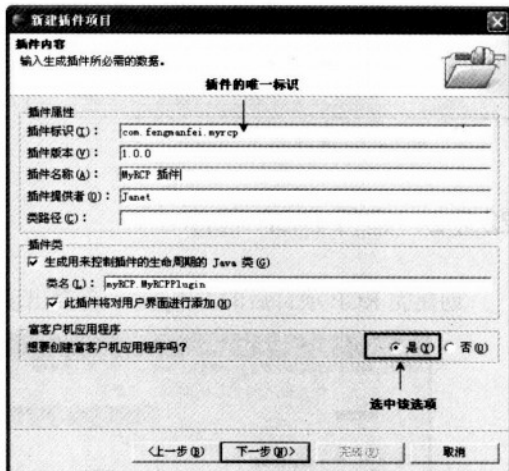 新建插件项目
插件内容
输入生成插件所必需的数据。
插件的唯一标识
插件属性
插件标识(I): com.fengmanfei.myrcp
插件版本(V): 1.0.0
插件名称(A): MyRCP 插件
插件提供者(D): Janet
类路径(C):
插件类
生成用来控制插件的生命周期的 Java 类(G)
类名(L): myRCP.MyRCPPlugin
此插件将对用户界面进行添加(H)
富客户机应用程序
想要创建富客户机应用程序吗?
是(Y) 否(O)
选中该选项
<上一步(B) 下一步(N)> 完成(F) 取消